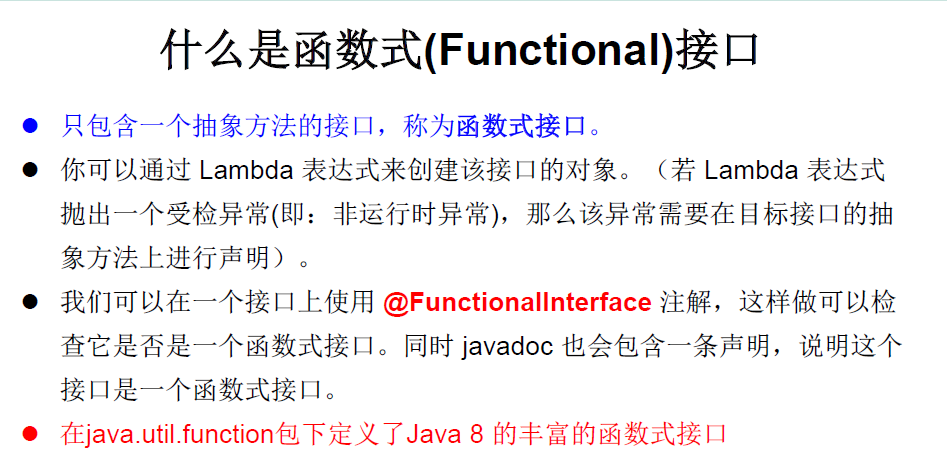 什么是函数式(Functional)接口
● 只包含一个抽象方法的接口，称为函数式接口。
● 你可以通过 Lambda 表达式来创建该接口的对象。（若 Lambda 表达式
抛出一个受检异常(即：非运行时异常)，那么该异常需要在目标接口的抽
象方法上进行声明）。
● 我们可以在一个接口上使用 @FunctionalInterface 注解，这样做可以检
查它是否是一个函数式接口。同时 javadoc 也会包含一条声明，说明这个
接口是一个函数式接口。
● 在java.util.function包下定义了Java 8 的丰富的函数式接口